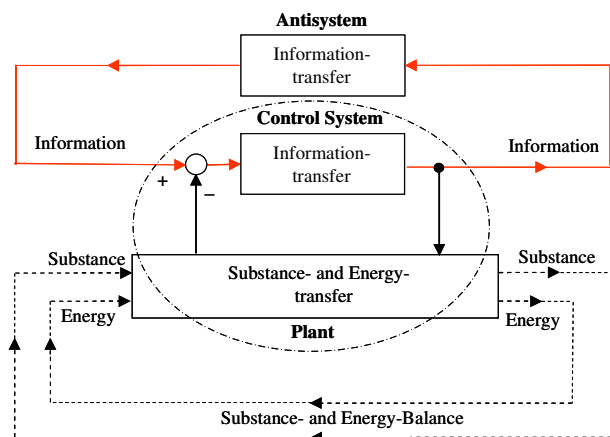 Antisystem
Information-
transfer
Control System
Information
Information-
transfer
Information
+
−
Substance
Substance- and Energy-
transfer
Substance
Energy
Energy
Plant
Substance- and Energy-Balance